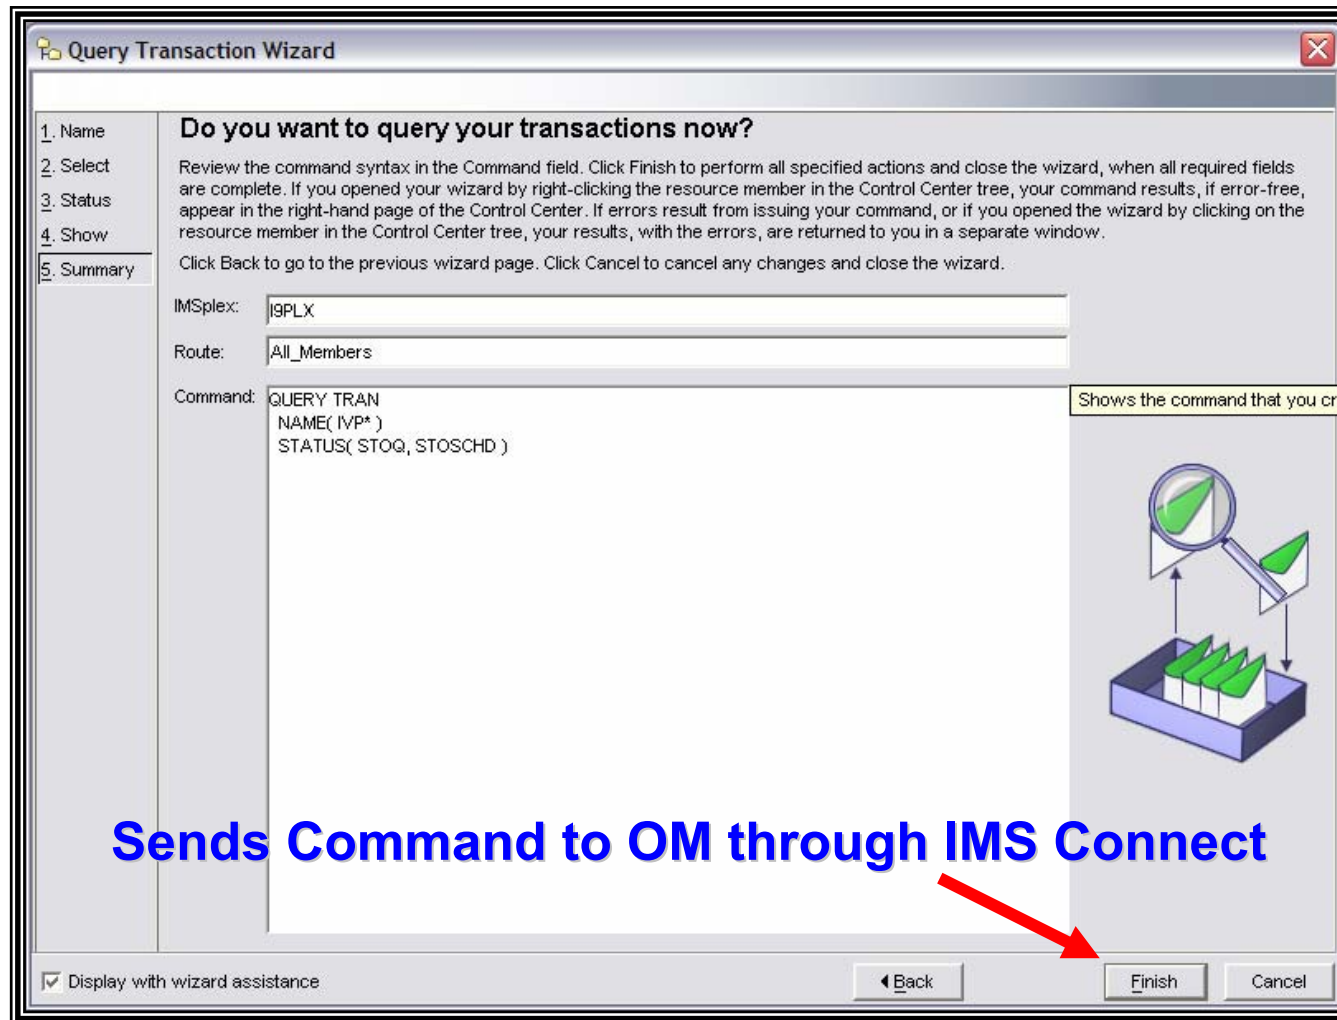 Query Transaction Wizard
1. Name
2. Select
3. Status
4. Show
5. Summary
Do you want to query your transactions now?
Review the command syntax in the Command field. Click Finish to perform all specified actions and close the wizard, when all required fields
are complete. If you opened your wizard by right-clicking the resource member in the Control Center tree, your command results, if error-free,
appear in the right-hand page of the Control Center. If errors result from issuing your command, or if you opened the wizard by clicking on the
resource member in the Control Center tree, your results, with the errors, are returned to you in a separate window.
Click Back to go to the previous wizard page. Click Cancel to cancel any changes and close the wizard.
IMSplex: I9PLX
Route: All_Members
Command: QUERY TRAN
NAME( IVP* )
STATUS( STOQ, STOSCHD )
Shows the command that you cr
Sends Command to OM through IMS Connect
Display with wizard assistance
Back
Finish
Cancel